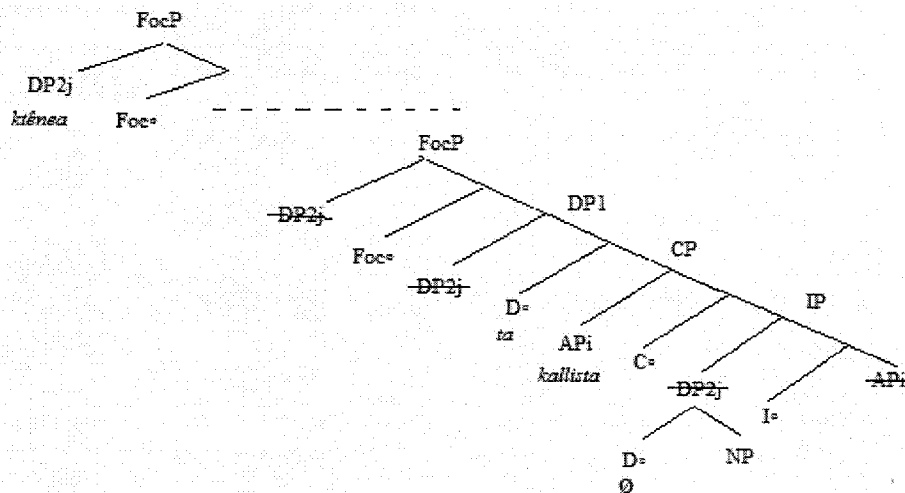 FocP
DP2j
ktênea Foc°
FocP
DP2j
DP1
Foc°
DP2j
CP
D°
ta
IP
APi
kallista
C°
DP2j
APi
I°
D° NP
Ø